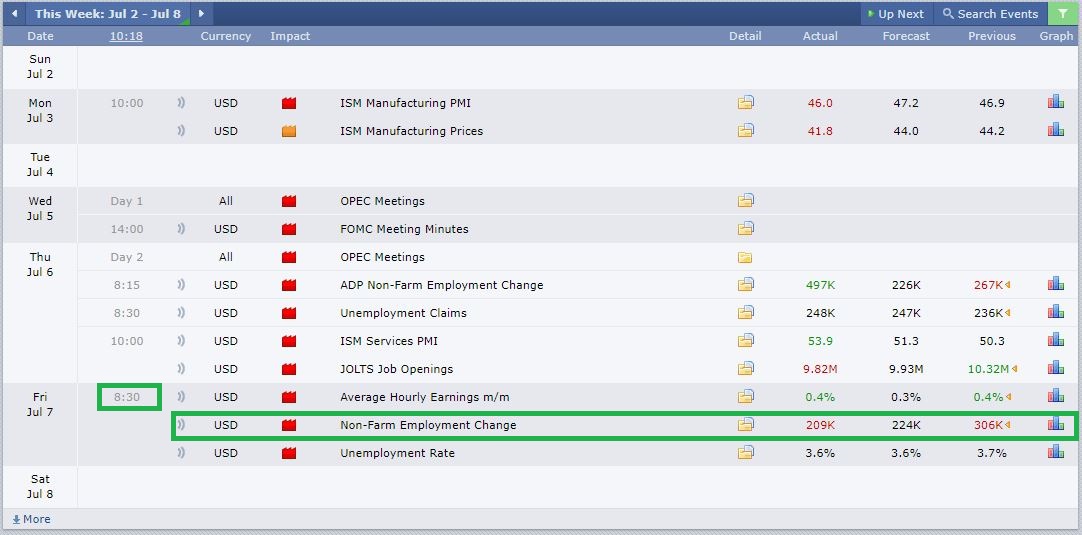 This Week: Jul 2 - Jul 8 Up Next Search Events
Date 10:18 Currency Impact Detail Actual Forecast Previous Graph
Sun
Jul 2
Mon 10:00 USD ISM Manufacturing PMI 46.0 47.2 46.9
Jul 3
USD ISM Manufacturing Prices 41.8 44.0 44.2
Tue
Jul 4
Wed Day 1 All OPEC Meetings
Jul 5
14:00 USD FOMC Meeting Minutes
Thu Day 2 All OPEC Meetings
Jul 6
8:15 USD ADP Non-Farm Employment Change 497K 226K 267K
8:30 USD Unemployment Claims 248K 247K 236K
10:00 USD ISM Services PMI 53.9 51.3 50.3
USD JOLTS Job Openings 9.82M 9.93M 10.32M
Fri 8:30 USD Average Hourly Earnings m/m 0.4% 0.3% 0.4%
Jul 7
USD Non-Farm Employment Change 209K 224K 306K
USD Unemployment Rate 3.6% 3.6% 3.7%
Sat
Jul 8
More